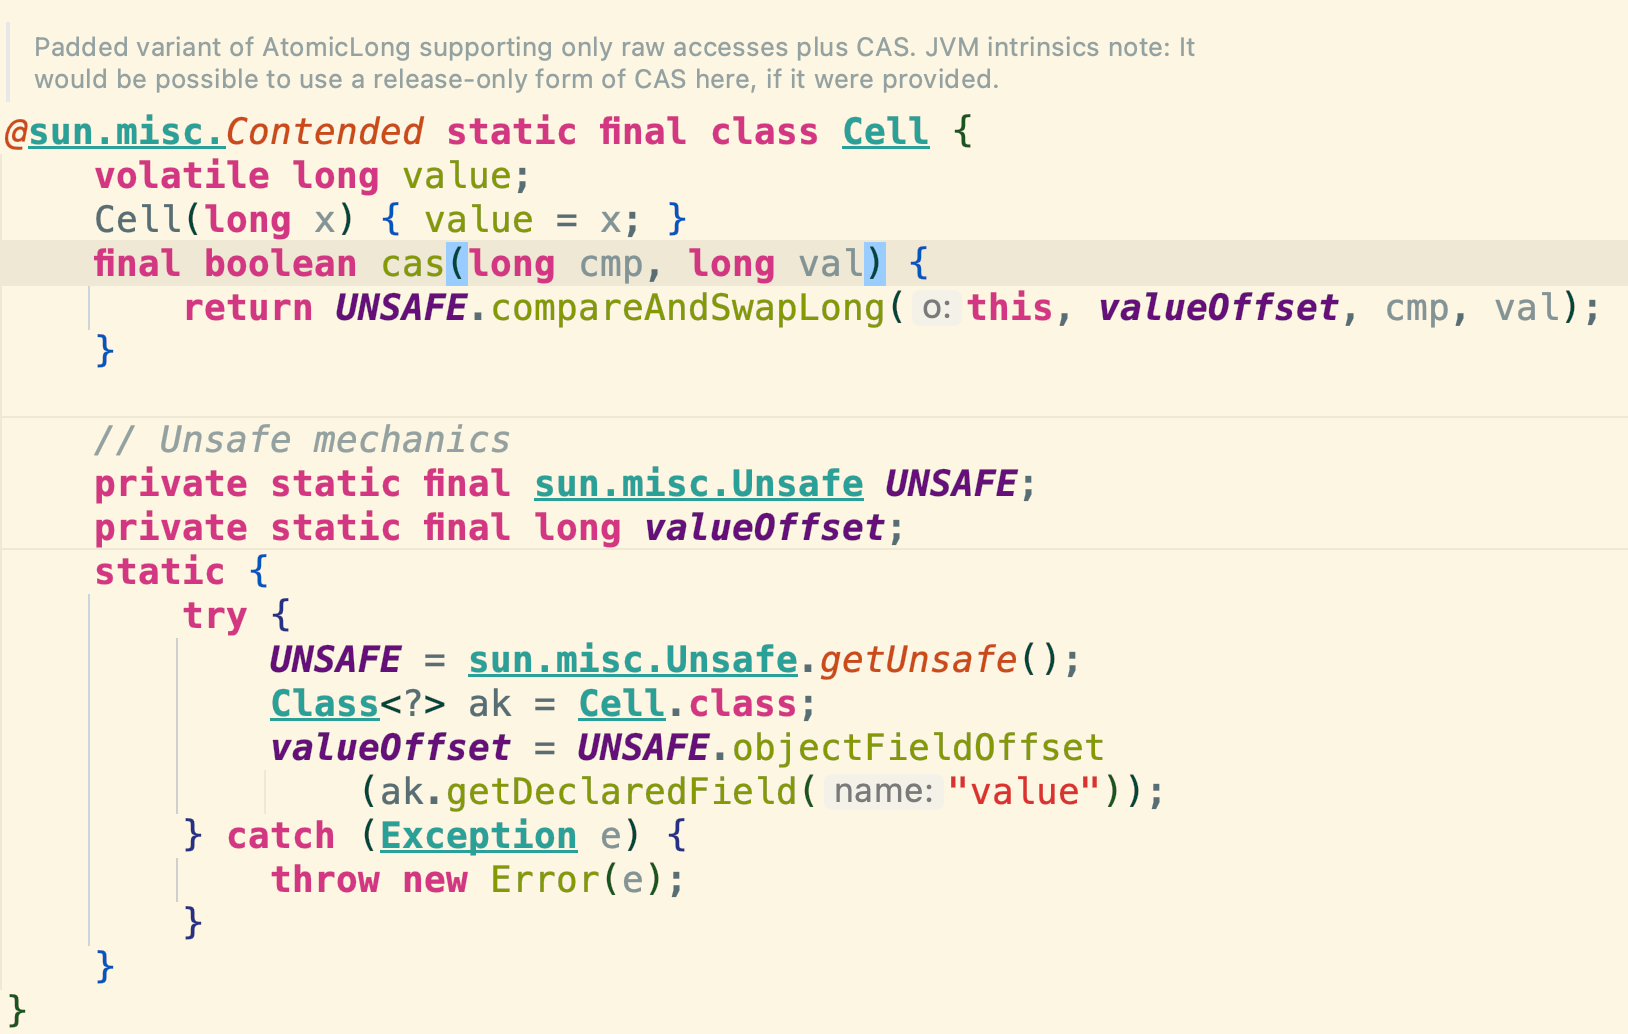 Padded variant of AtomicLong supporting only raw accesses plus CAS. JVM intrinsics note: It
would be possible to use a release-only form of CAS here, if it were provided.
@sun.misc.Contended static final class Cell {
    volatile long value;
    Cell(long x) { value = x; }
    final boolean cas(long cmp, long val) {
        return UNSAFE.compareAndSwapLong( o: this, valueOffset, cmp, val);
    }

    // Unsafe mechanics
    private static final sun.misc.Unsafe UNSAFE;
    private static final long valueOffset;
    static {
        try {
            UNSAFE = sun.misc.Unsafe.getUnsafe();
            Class<?> ak = Cell.class;
            valueOffset = UNSAFE.objectFieldOffset
                (ak.getDeclaredField( name: "value"));
        } catch (Exception e) {
            throw new Error(e);
        }
    }
}